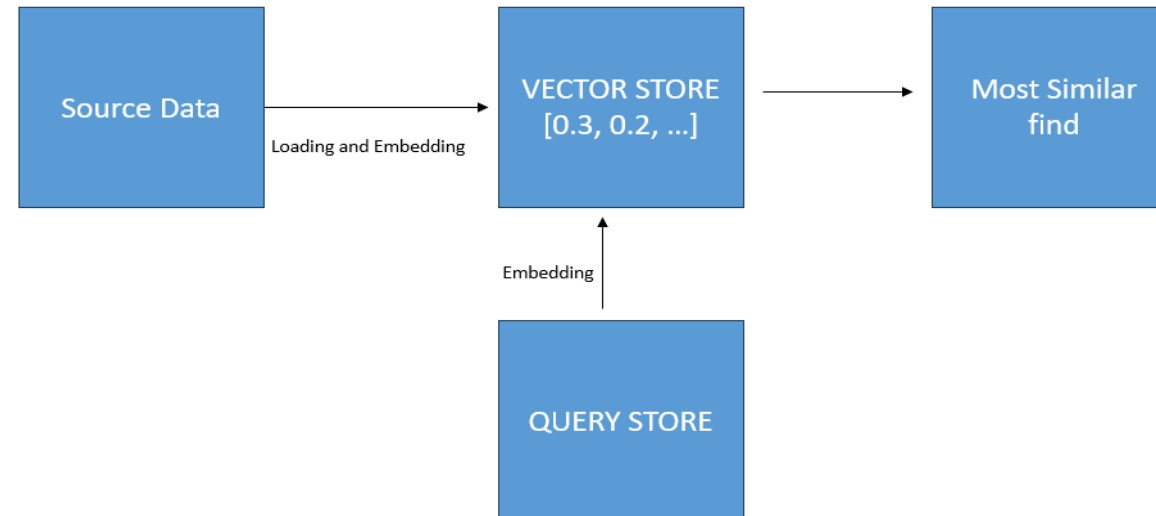 Source Data
Loading and Embedding
VECTOR STORE
[0.3, 0.2, ...]
Most Similar
find
Embedding
QUERY STORE